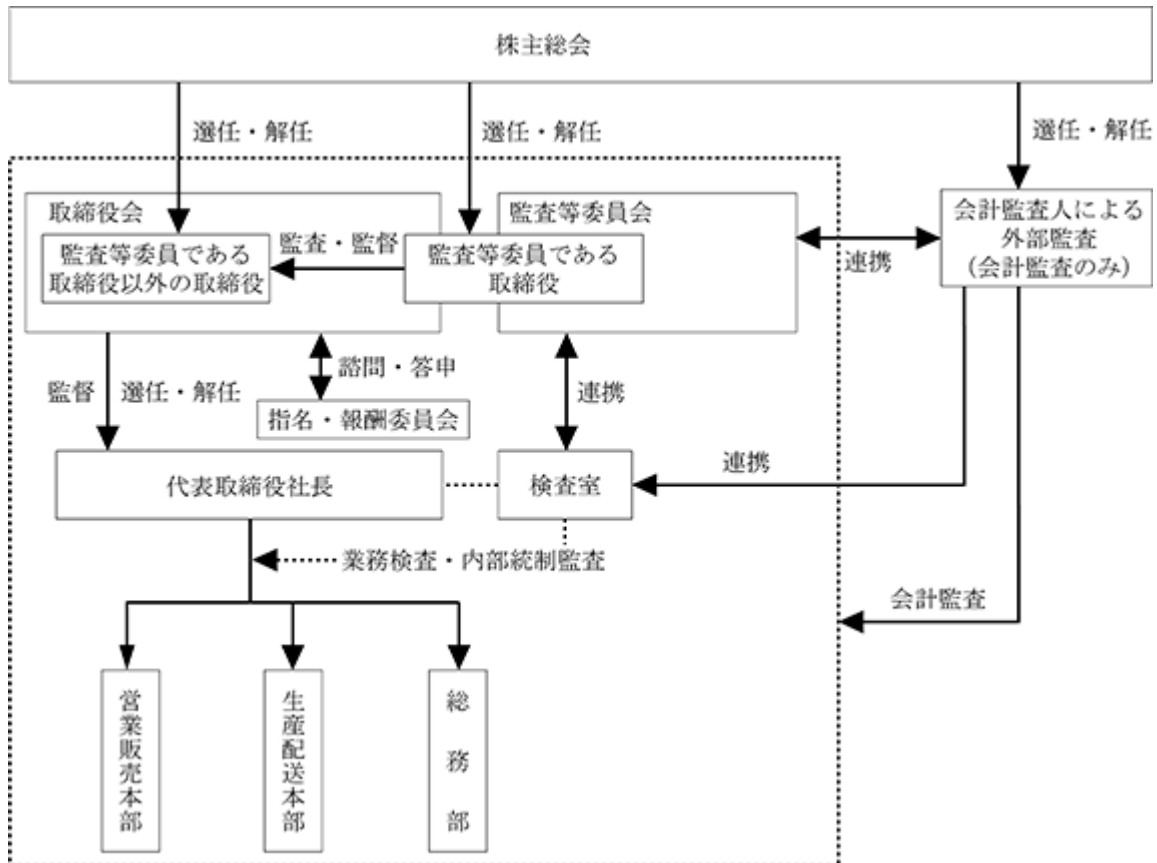 株主総会
選任・解任
選任・解任
選任・解任
取締役会
監査等委員会
会計監査人による
外部監査
（会計監査のみ）
監査等委員である
取締役以外の取締役
監査・監督
監査等委員である
取締役
連携
監督
選任・解任
諮問・答申
連携
指名・報酬委員会
代表取締役社長
検査室
連携
業務検査・内部統制監査
会計監査
営業販売本部
生産配送本部
総務部